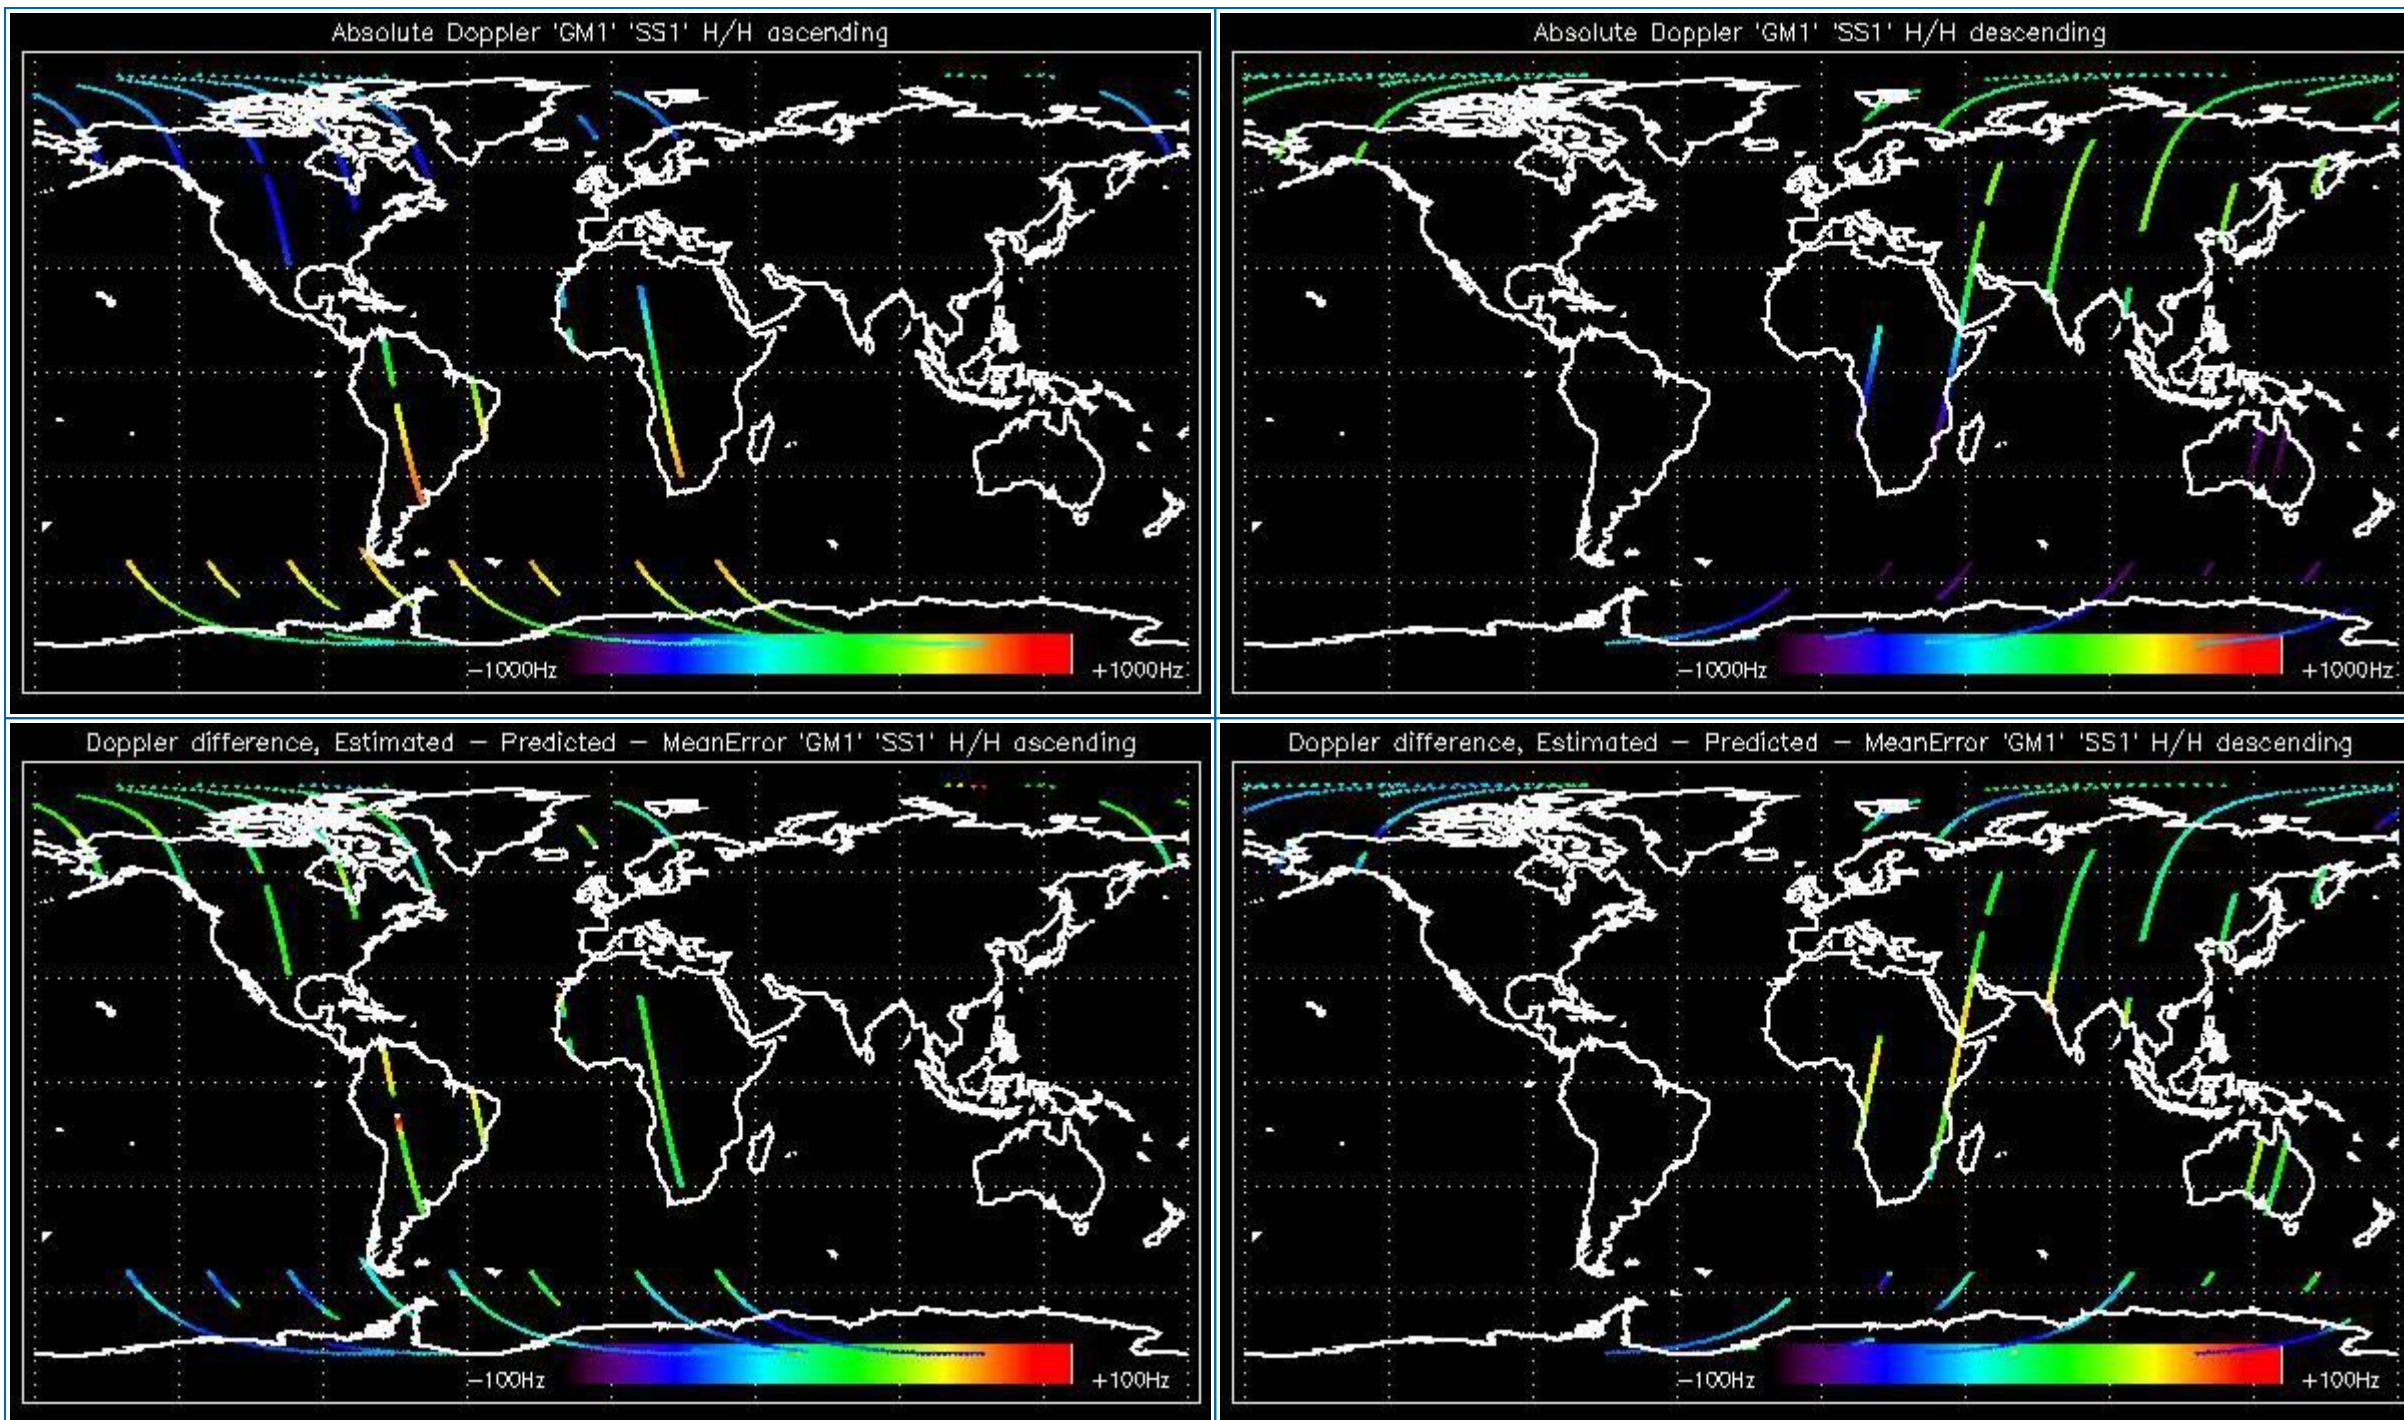 Absolute Doppler 'GM1' 'SS1' H/H ascending
−1000Hz
+1000Hz
Absolute Doppler 'GM1' 'SS1' H/H descending
−1000Hz
+1000Hz
Doppler difference, Estimated − Predicted − MeanError 'GM1' 'SS1' H/H ascending
−100Hz
+100Hz
Doppler difference, Estimated − Predicted − MeanError 'GM1' 'SS1' H/H descending
−100Hz
+100Hz